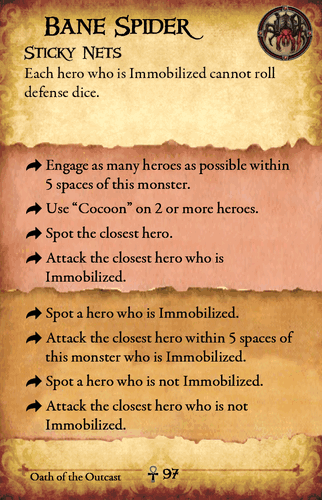 Bane Spider
Sticky Nets
Each hero who is Immobilized cannot roll
defense dice.
Engage as many heroes as possible within
5 spaces of this monster.
Use “Cocoon” on 2 or more heroes.
Spot the closest hero.
Attack the closest hero who is
Immobilized.
Spot a hero who is Immobilized.
Attack the closest hero within 5 spaces of
this monster who is Immobilized.
Spot a hero who is not Immobilized.
Attack the closest hero who is not
Immobilized.
Oath of the Outcast ☥ 97